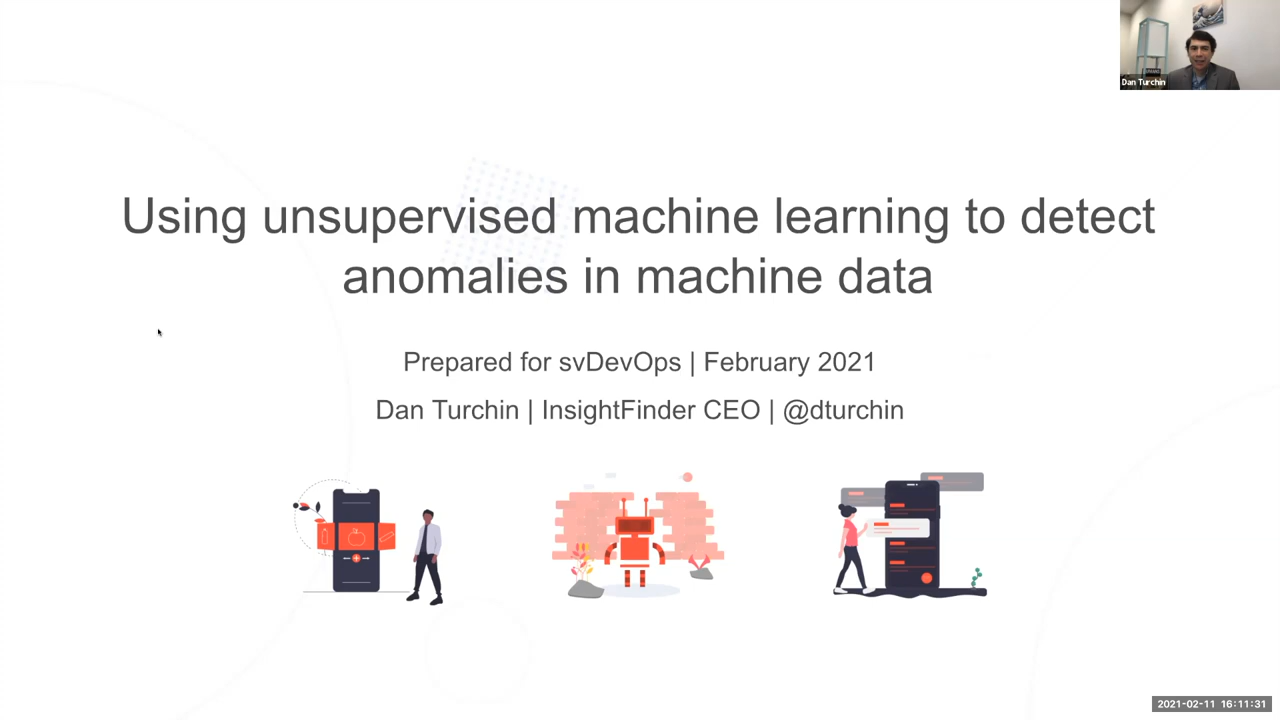 Dan Turchin
Using unsupervised machine learning to detect
anomalies in machine data
Prepared for svDevOps | February 2021
Dan Turchin | InsightFinder CEO | @dturchin
2021-02-11 16:11:31